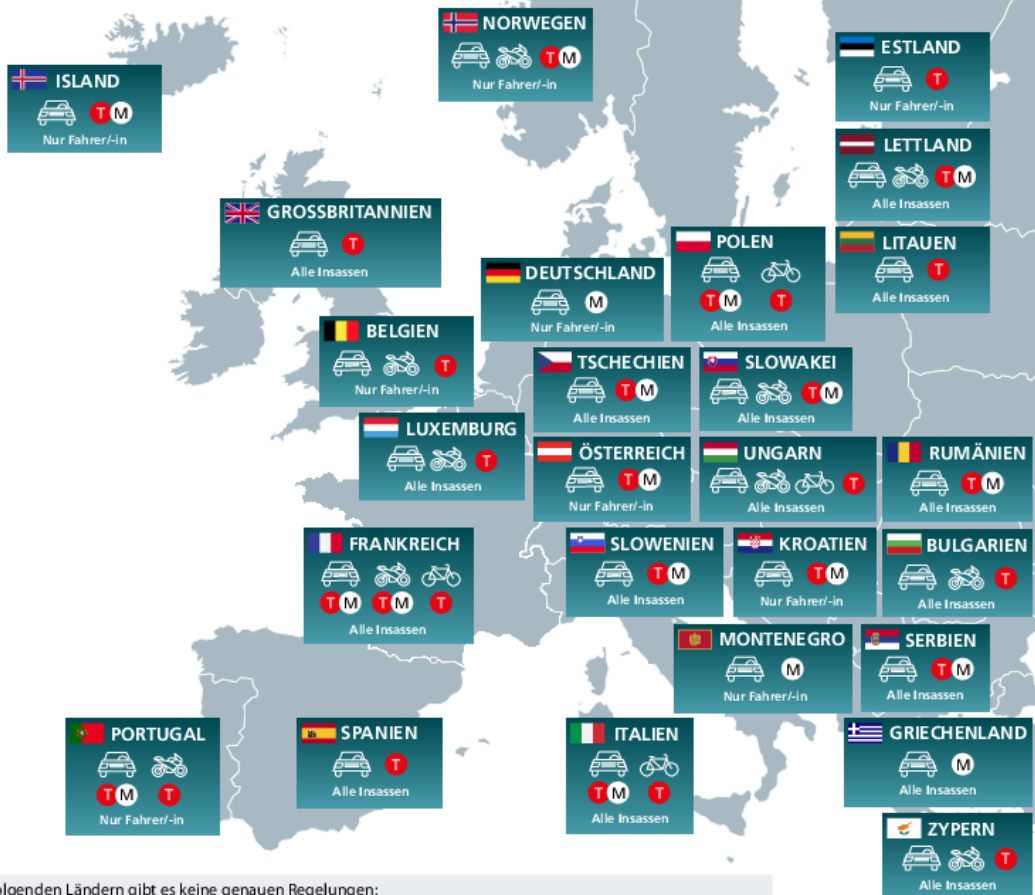 NORWEGEN
T M
Nur Fahrer/-in
ESTLAND
T
Nur Fahrer/-in
ISLAND
T M
Nur Fahrer/-in
LETTLAND
T M
Alle Insassen
GROSSBRITANNIEN
T
Alle Insassen
POLEN
T M T
Alle Insassen
LITAUEN
T
Alle Insassen
DEUTSCHLAND
M
Nur Fahrer/-in
BELGIEN
T
Nur Fahrer/-in
TSCHECHIEN
T M
Alle Insassen
SLOWAKEI
T M
Alle Insassen
LUXEMBURG
T
Alle Insassen
ÖSTERREICH
T M
Nur Fahrer/-in
UNGARN
T
Alle Insassen
RUMÄNIEN
T M
Alle Insassen
FRANKREICH
T M T M T
Alle Insassen
SLOWENIEN
T M
Alle Insassen
KROATIEN
T M
Nur Fahrer/-in
BULGARIEN
T
Alle Insassen
MONTENEGRO
M
Nur Fahrer/-in
SERBIEN
T M
Alle Insassen
PORTUGAL
T M T
Nur Fahrer/-in
SPANIEN
T
Alle Insassen
ITALIEN
T M T
Alle Insassen
GRIECHENLAND
M
Alle Insassen
ZYPERN
T
Alle Insassen
olgenden Ländern gibt es keine genauen Regelungen: